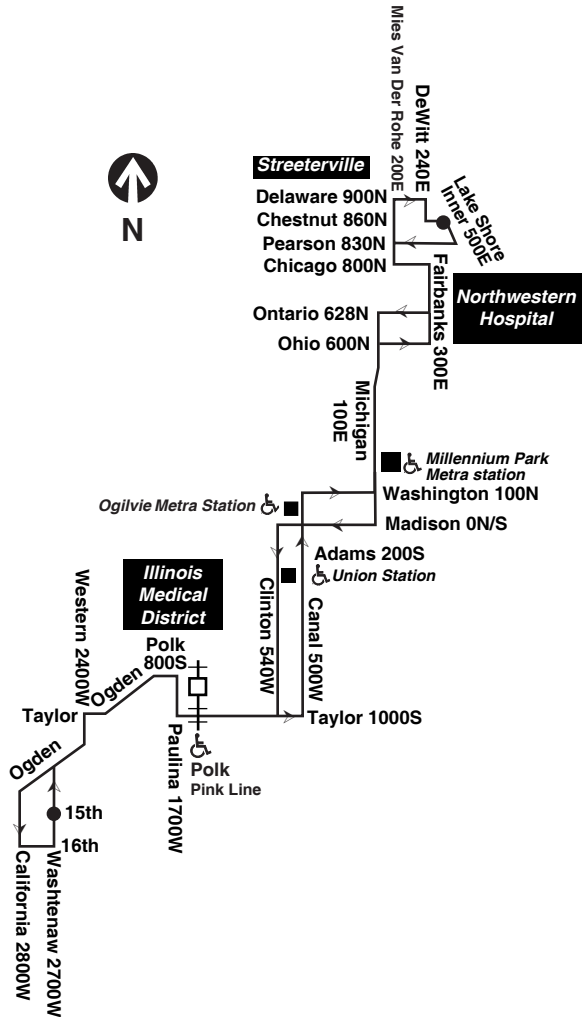 Mies Van Der Rohe 200E
DeWitt 240E
Streeterville
Lake Shore
Inner 500E
N
Delaware 900N
Chestnut 860N
Pearson 830N
Chicago 800N
Fairbanks 300E
Northwestern
Hospital
Ontario 628N
Ohio 600N
Michigan
100E
Millennium Park
Metra station
Washington 100N
Ogilvie Metra Station
Madison 0N/S
Adams 200S
Union Station
Illinois
Medical
District
Western 2400W
Clinton 540W
Canal 500W
Polk
800S
Ogden
Taylor
Taylor 1000S
Ogden
Paulina 1700W
Polk
Pink Line
15th
16th
California 2800W
Washtenaw 2700W